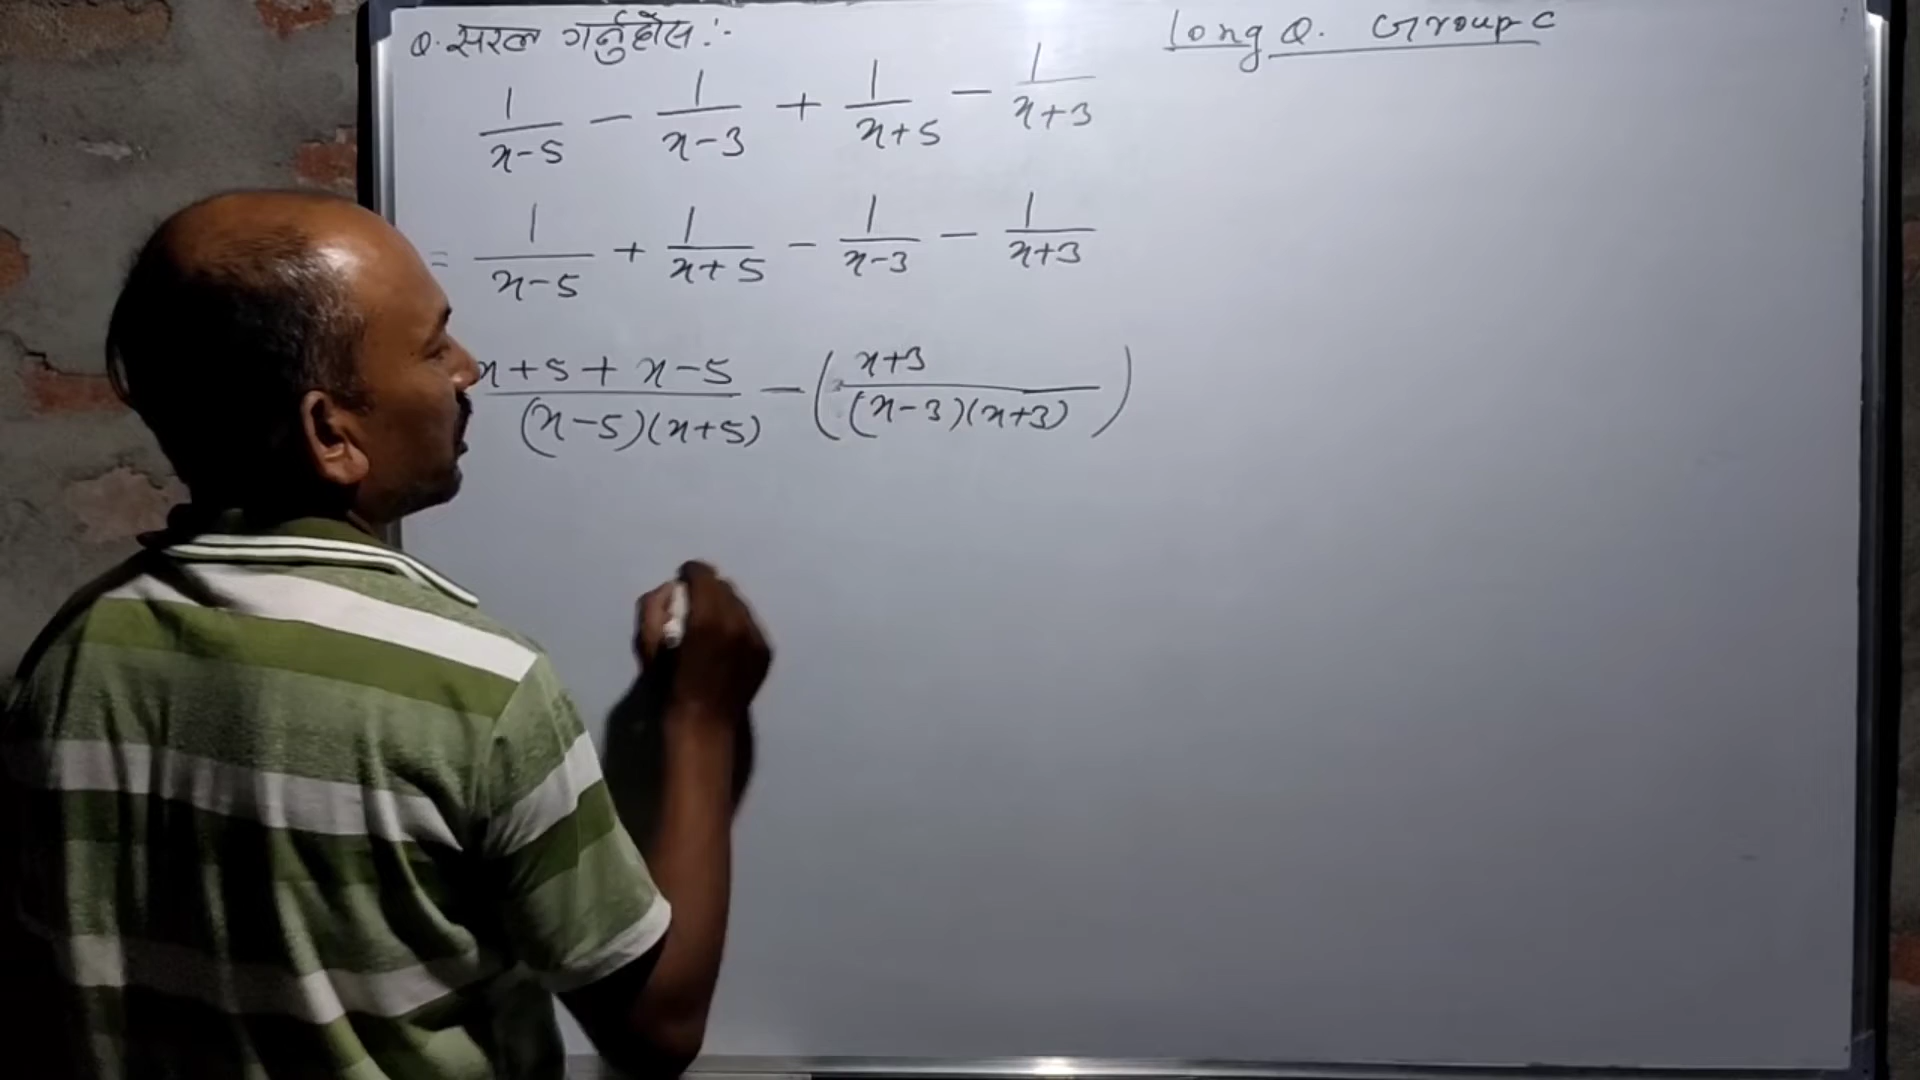 Q. सरल गर्नुहोस :-
Long Q. Group C
1/(x-5) - 1/(x-3) + 1/(x+5) - 1/(x+3)
= 1/(x-5) + 1/(x+5) - 1/(x-3) - 1/(x+3)
(x+5+x-5)/((x-5)(x+5)) - ((x+3)/((x-3)(x+3)))